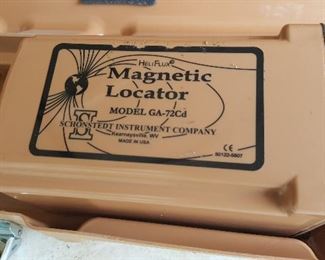 HELIFLUX®
Magnetic
Locator
MODEL GA-72Cd
SCHONSTEDT INSTRUMENT COMPANY
Kearneysville, WV
MADE IN USA
CE